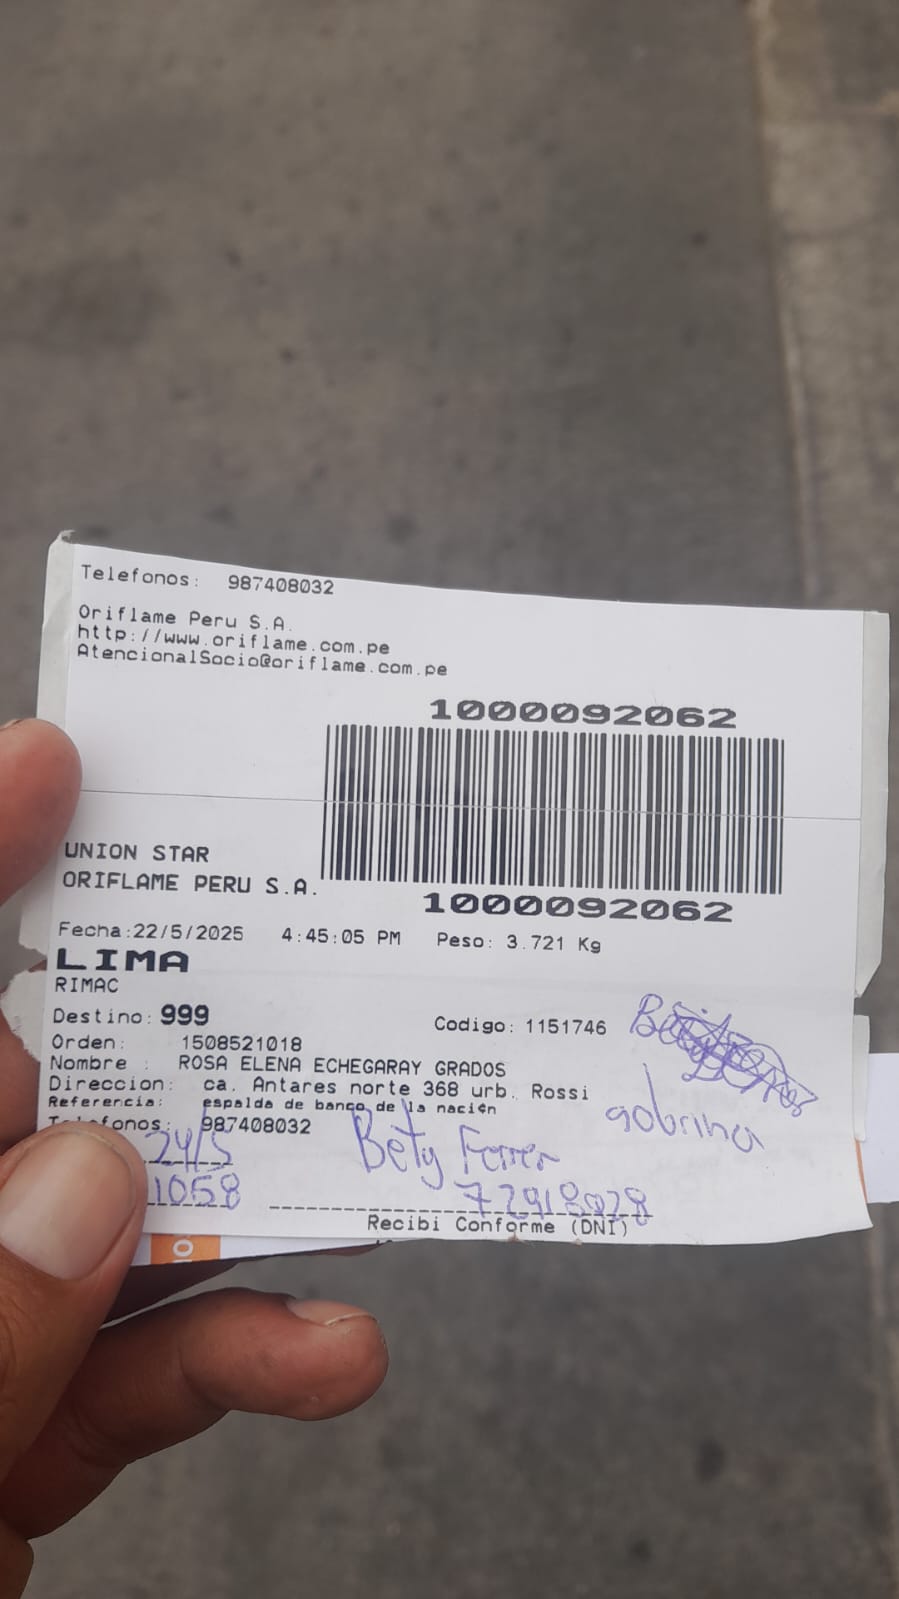 Telefonos: 987408032
Oriflame Peru S.A.
http://www.oriflame.com.pe
AtencionalSocio@oriflame.com.pe
1000092062
UNION STAR
ORIFLAME PERU S.A.
1000092062
Fecha:22/5/2025 4:45:05 PM Peso: 3.721 Kg
LIMA
RIMAC
Destino: 999
Codigo: 1151746
Orden: 1508521018
Nombre : ROSA ELENA ECHEGARAY GRADOS
Direccion: ca. Antares norte 368 urb. Rossi
Referencia: espalda de banco de la nación
sobrina
987408032
24/5
Bety Ferrer
1058
72918028
Recibi Conforme (DNI)